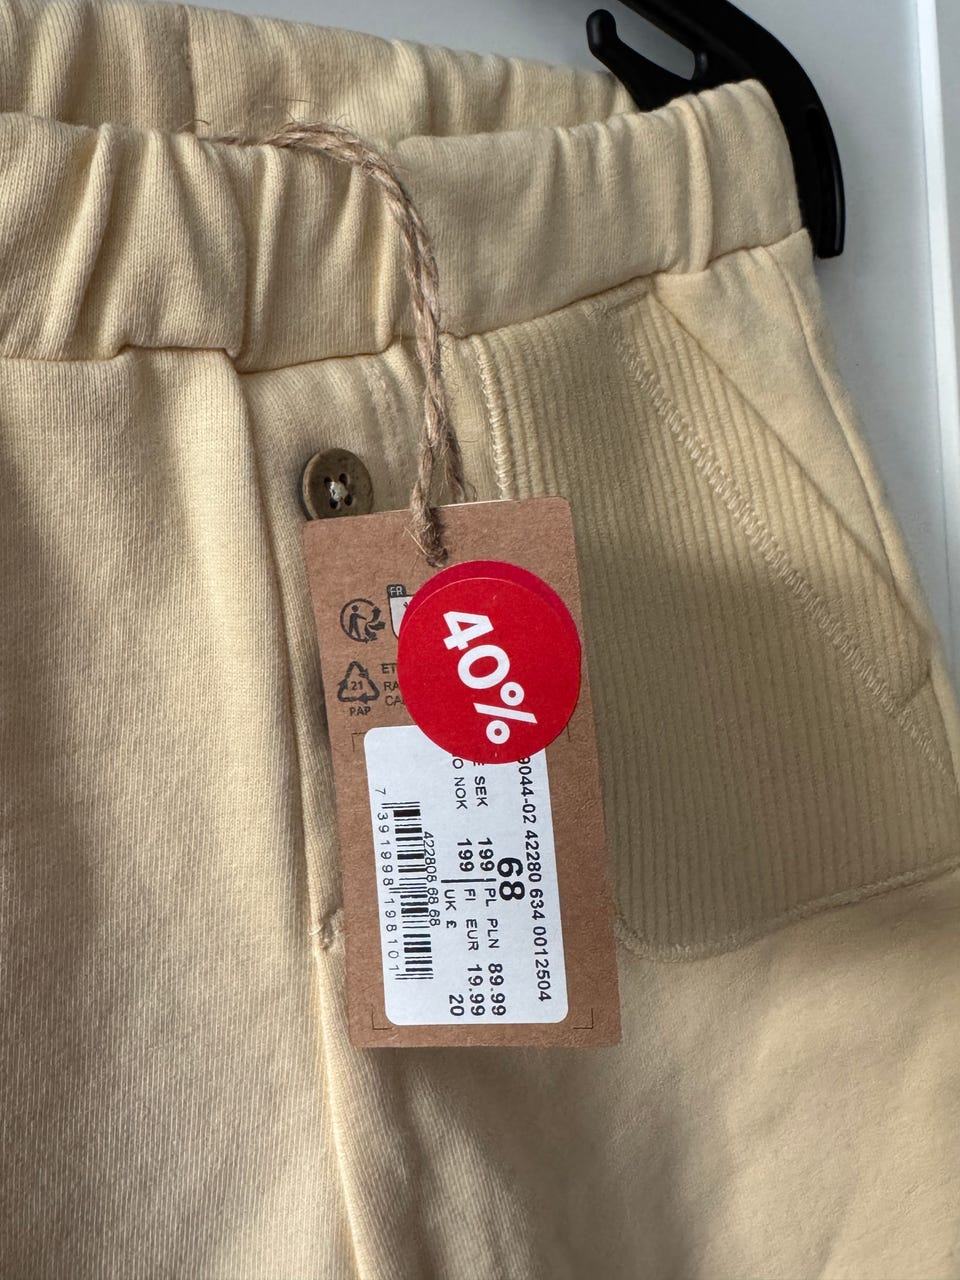 FR
21
PAP
40%
9044-02 42280 634 0012504
68
SEK 199 PL PLN 89.99
NOK 199 FI EUR 19.99
UK £ 20
422808 68 68
7 391998 198101